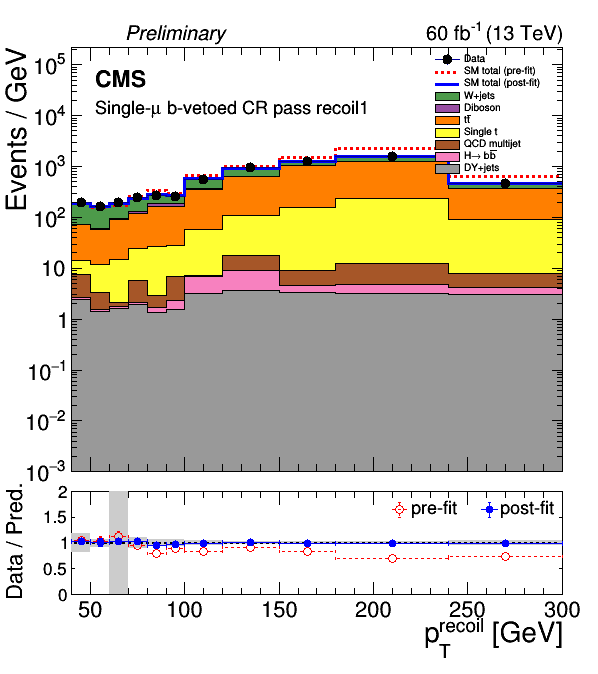 Preliminary 60 fb⁻¹ (13 TeV)
CMS
Single-μ b-vetoed CR pass recoil1
Data
SM total (pre-fit)
SM total (post-fit)
W+jets
Diboson
tt̅
Single t
QCD multijet
H→ bb̅
DY+jets
Events / GeV
10⁵
10⁴
10³
10²
10
1
10⁻¹
10⁻²
10⁻³
pre-fit post-fit
Data / Pred.
2
1.5
1
0.5
0
50 100 150 200 250 300
p_T^recoil [GeV]